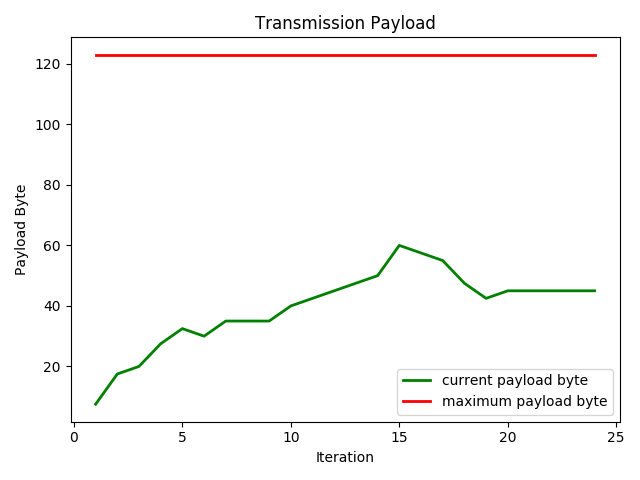 Transmission Payload
120
100
80
60
40
20
Payload Byte
current payload byte
maximum payload byte
0 5 10 15 20 25
Iteration